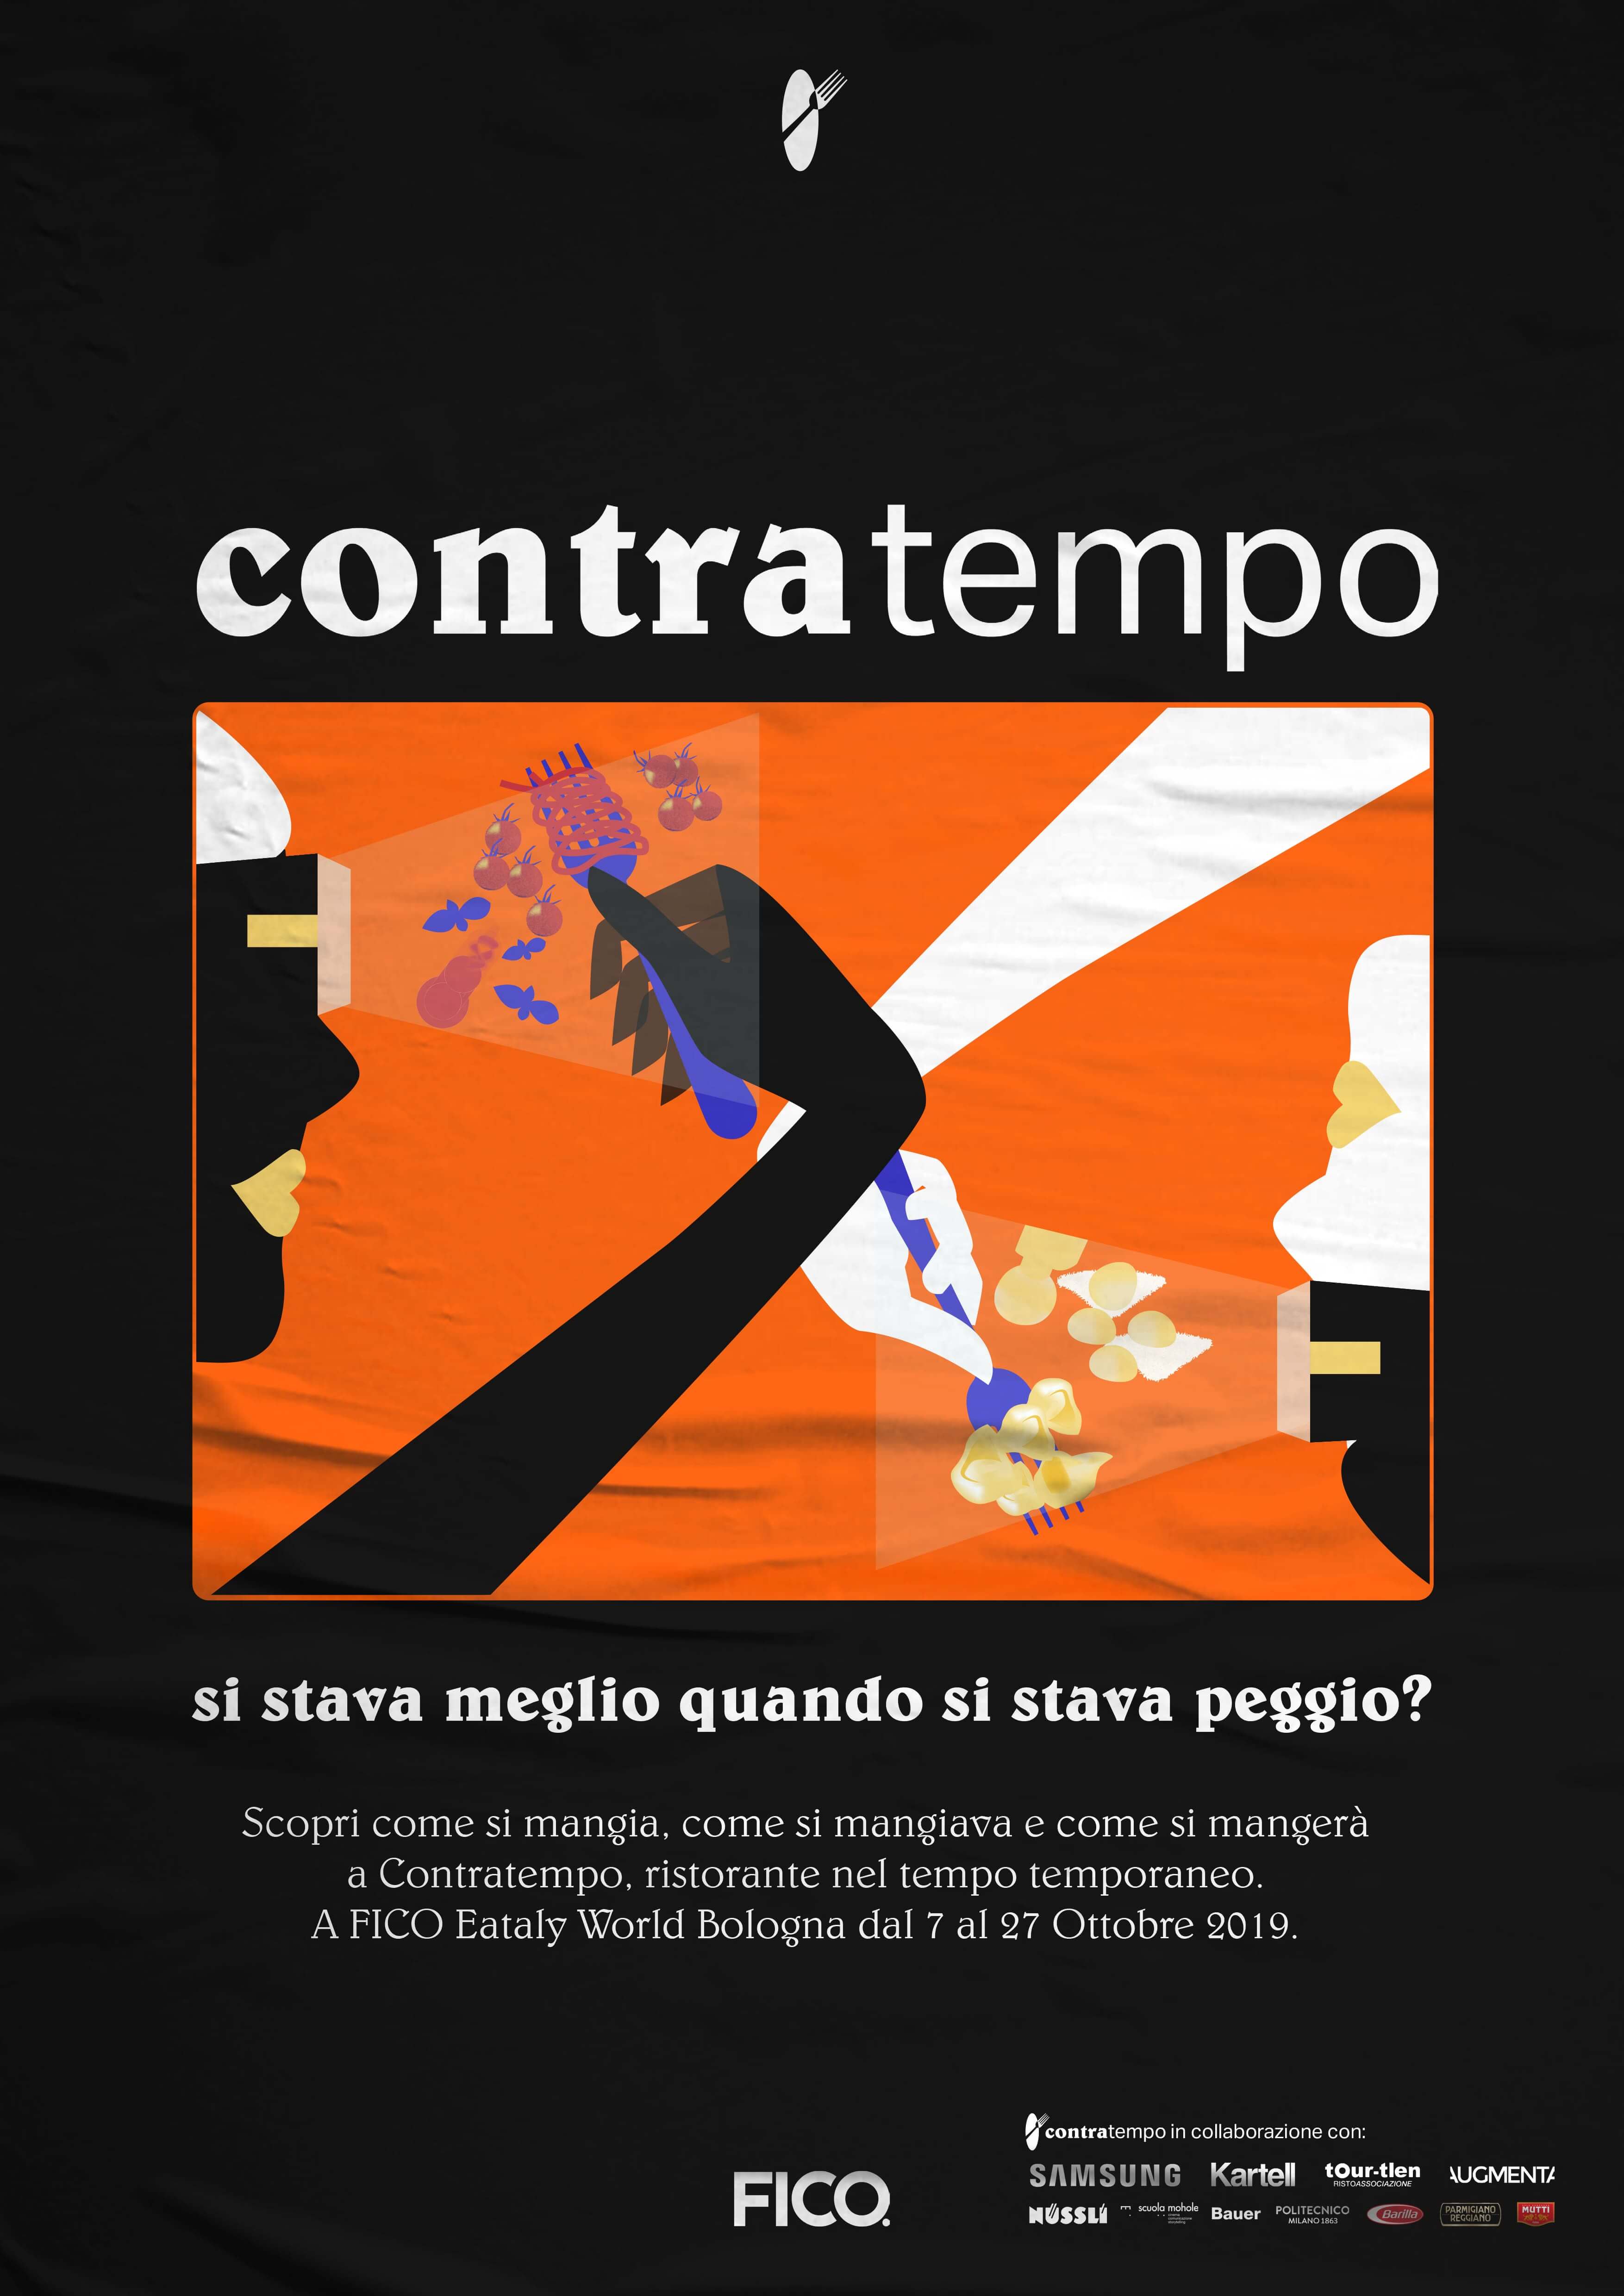 contratempo
si stava meglio quando si stava peggio?
Scopri come si mangia, come si mangiava e come si mangerà
a Contratempo, ristorante nel tempo temporaneo.
A FICO Eataly World Bologna dal 7 al 27 Ottobre 2019.
contratempo in collaborazione con:
SAMSUNG Kartell tOur-tlen AUGMENTA
RISTOASSOCIAZIONE
NÜSSLI scuola mohole Bauer POLITECNICO Barilla PARMIGIANO MUTTI
MILANO 1863 REGGIANO
FICO.